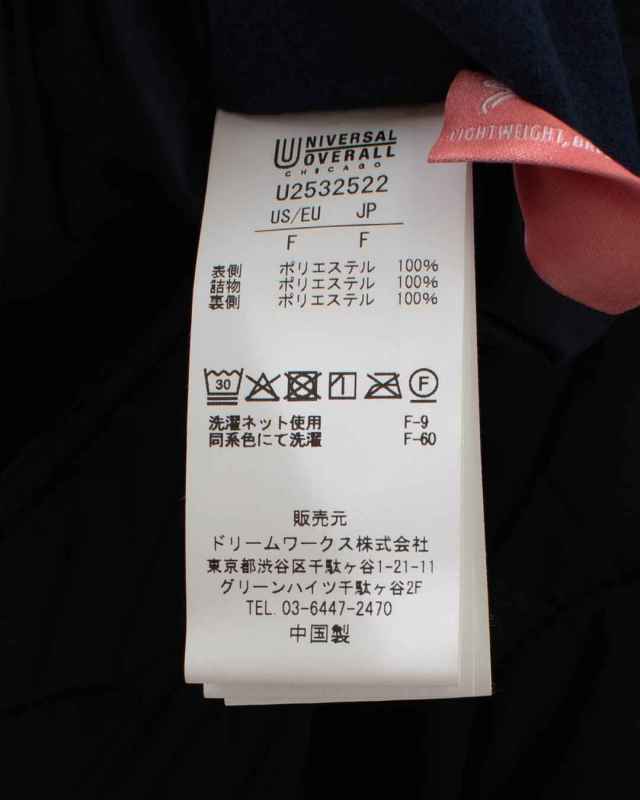 UNIVERSAL
OVERALL
CHICAGO
U2532522
US/EU JP
F F
表側 ポリエステル 100%
詰物 ポリエステル 100%
裏側 ポリエステル 100%
30
F
洗濯ネット使用 F-9
同系色にて洗濯 F-60
販売元
ドリームワークス株式会社
東京都渋谷区千駄ヶ谷1-21-11
グリーンハイツ千駄ヶ谷2F
TEL. 03-6447-2470
中国製
LIGHTWEIGHT,